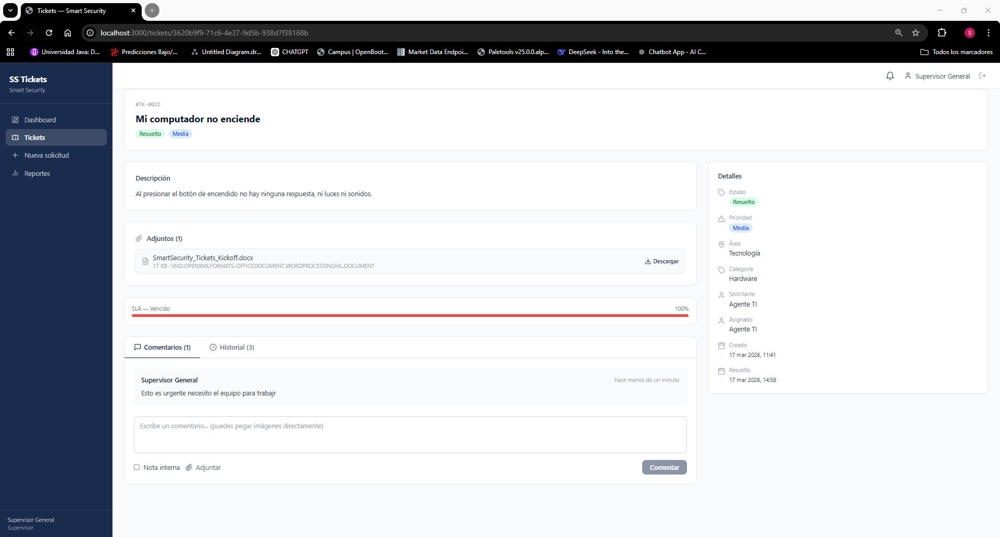 Tickets — Smart Security
localhost:3000/tickets/3620b9f9-71c6-4e37-9d5b-938d7f38168b
S
Universidad Java: D...
Predicciones Bajo/...
Untitled Diagram.dr...
CHATGPT
Campus | OpenBoot...
Market Data Endpoi...
Paletools v25.0.0.alp...
DeepSeek - Into the...
Chatbot App - AI C...
Todos los marcadores
SS Tickets
Smart Security
Dashboard
Tickets
Nueva solicitud
Reportes
Supervisor General
Supervisor
Supervisor General
#TK-0022
Mi computador no enciende
Resuelto
Media
Descripción
Al presionar el botón de encendido no hay ninguna respuesta, ni luces ni sonidos.
Adjuntos (1)
SmartSecurity_Tickets_Kickoff.docx
17 KB · VND.OPENXMLFORMATS-OFFICEDOCUMENT.WORDPROCESSINGML.DOCUMENT
Descargar
SLA — Vencido
100%
Comentarios (1)
Historial (3)
Supervisor General
hace menos de un minuto
Esto es urgente necesito el equipo para trabajr
Escribe un comentario... (puedes pegar imágenes directamente)
Nota interna
Adjuntar
Comentar
Detalles
Estado
Resuelto
Prioridad
Media
Área
Tecnología
Categoría
Hardware
Solicitante
Agente TI
Asignado
Agente TI
Creado
17 mar 2026, 11:41
Resuelto
17 mar 2026, 14:58